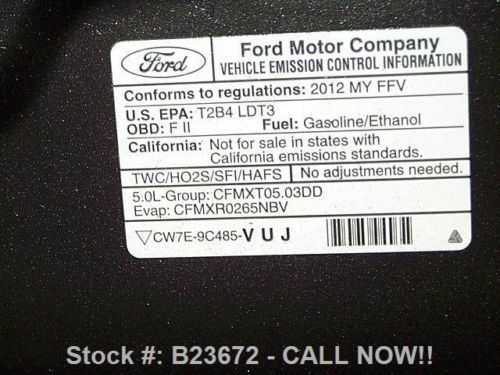 Ford
Ford Motor Company
VEHICLE EMISSION CONTROL INFORMATION
Conforms to regulations: 2012 MY FFV
U.S. EPA: T2B4 LDT3
OBD: F II Fuel: Gasoline/Ethanol
California: Not for sale in states with
California emissions standards.
TWC/HO2S/SFI/HAFS No adjustments needed.
5.0L-Group: CFMXT05.03DD
Evap: CFMXR0265NBV
▽CW7E-9C485-V U J
Stock #: B23672 - CALL NOW!!